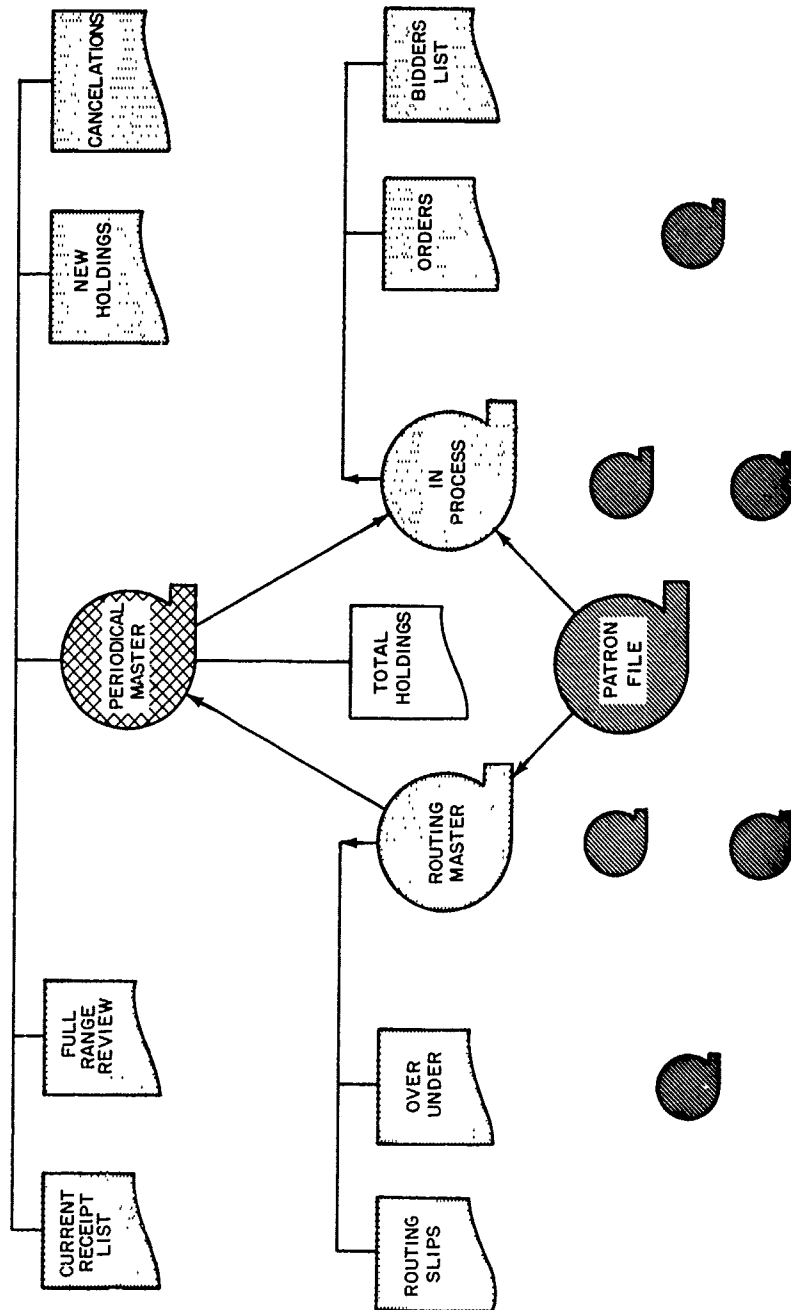 CURRENT
RECEIPT
LIST
FULL
RANGE
REVIEW
PERIODICAL
MASTER
NEW
HOLDINGS
CANCELATIONS
ROUTING
SLIPS
OVER
UNDER
ROUTING
MASTER
TOTAL
HOLDINGS
IN
PROCESS
ORDERS
BIDDERS
LIST
PATRON
FILE